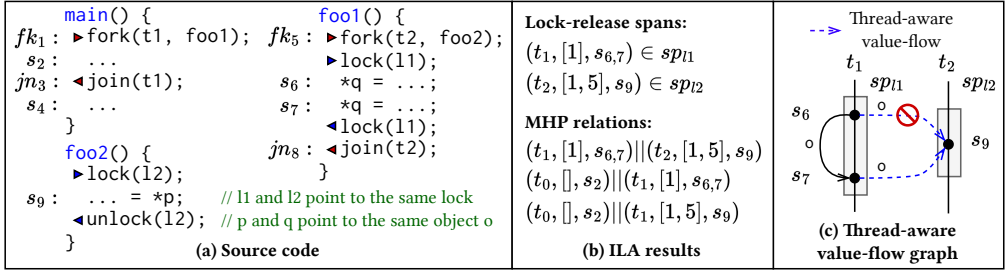 main() {
fk1 : fork(t1, foo1);
s2 : ...
jn3 : join(t1);
s4 : ...
}
foo2() {
lock(l2);
s9 : ... = *p;
unlock(l2);
}
foo1() {
fk5 : fork(t2, foo2);
lock(l1);
s6 : *q = ...;
s7 : *q = ...;
lock(l1);
jn8 : join(t2);
}
// l1 and l2 point to the same lock
// p and q point to the same object o
(a) Source code
Lock-release spans:
(t1, [1], s6,7) ∈ spl1
(t2, [1, 5], s9) ∈ spl2
MHP relations:
(t1, [1], s6,7)||(t2, [1, 5], s9)
(t0, [], s2)||(t1, [1], s6,7)
(t0, [], s2)||(t1, [1, 5], s9)
(b) ILA results
Thread-aware
value-flow
t1 t2
spl1 spl2
s6 o
o s9
s7 o
(c) Thread-aware
value-flow graph